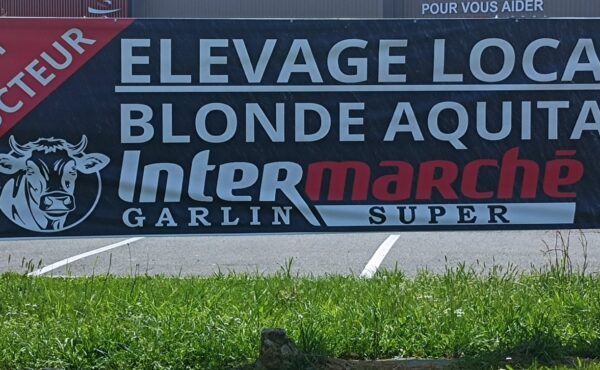 POUR VOUS AIDER
CTEUR
ELEVAGE LOCA
BLONDE AQUITA
Intermarché
GARLIN SUPER